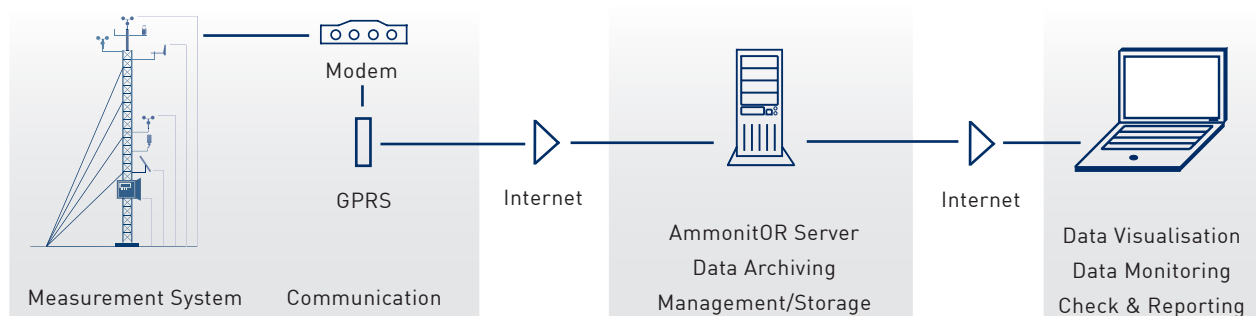 Modem
GPRS
Measurement System
Communication
Internet
AmmonitOR Server
Data Archiving
Management/Storage
Internet
Data Visualisation
Data Monitoring
Check & Reporting